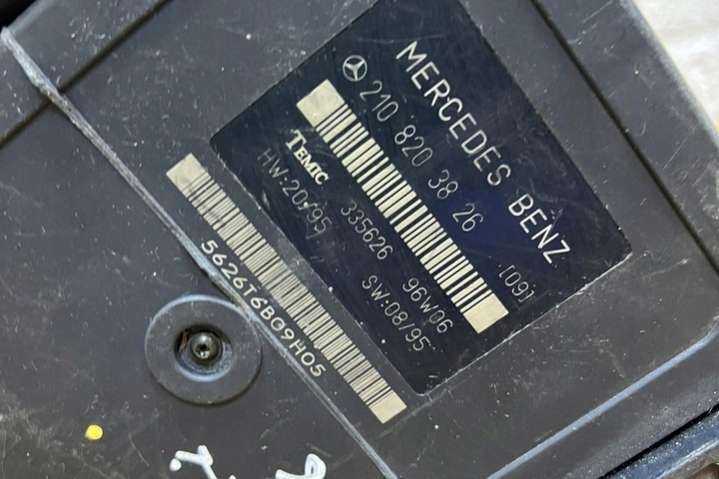 MERCEDES BENZ
210 820 38 26 [09]
TEMIC 335626 96W06
HW:20/95 SW:08/95
5626T6B09H05